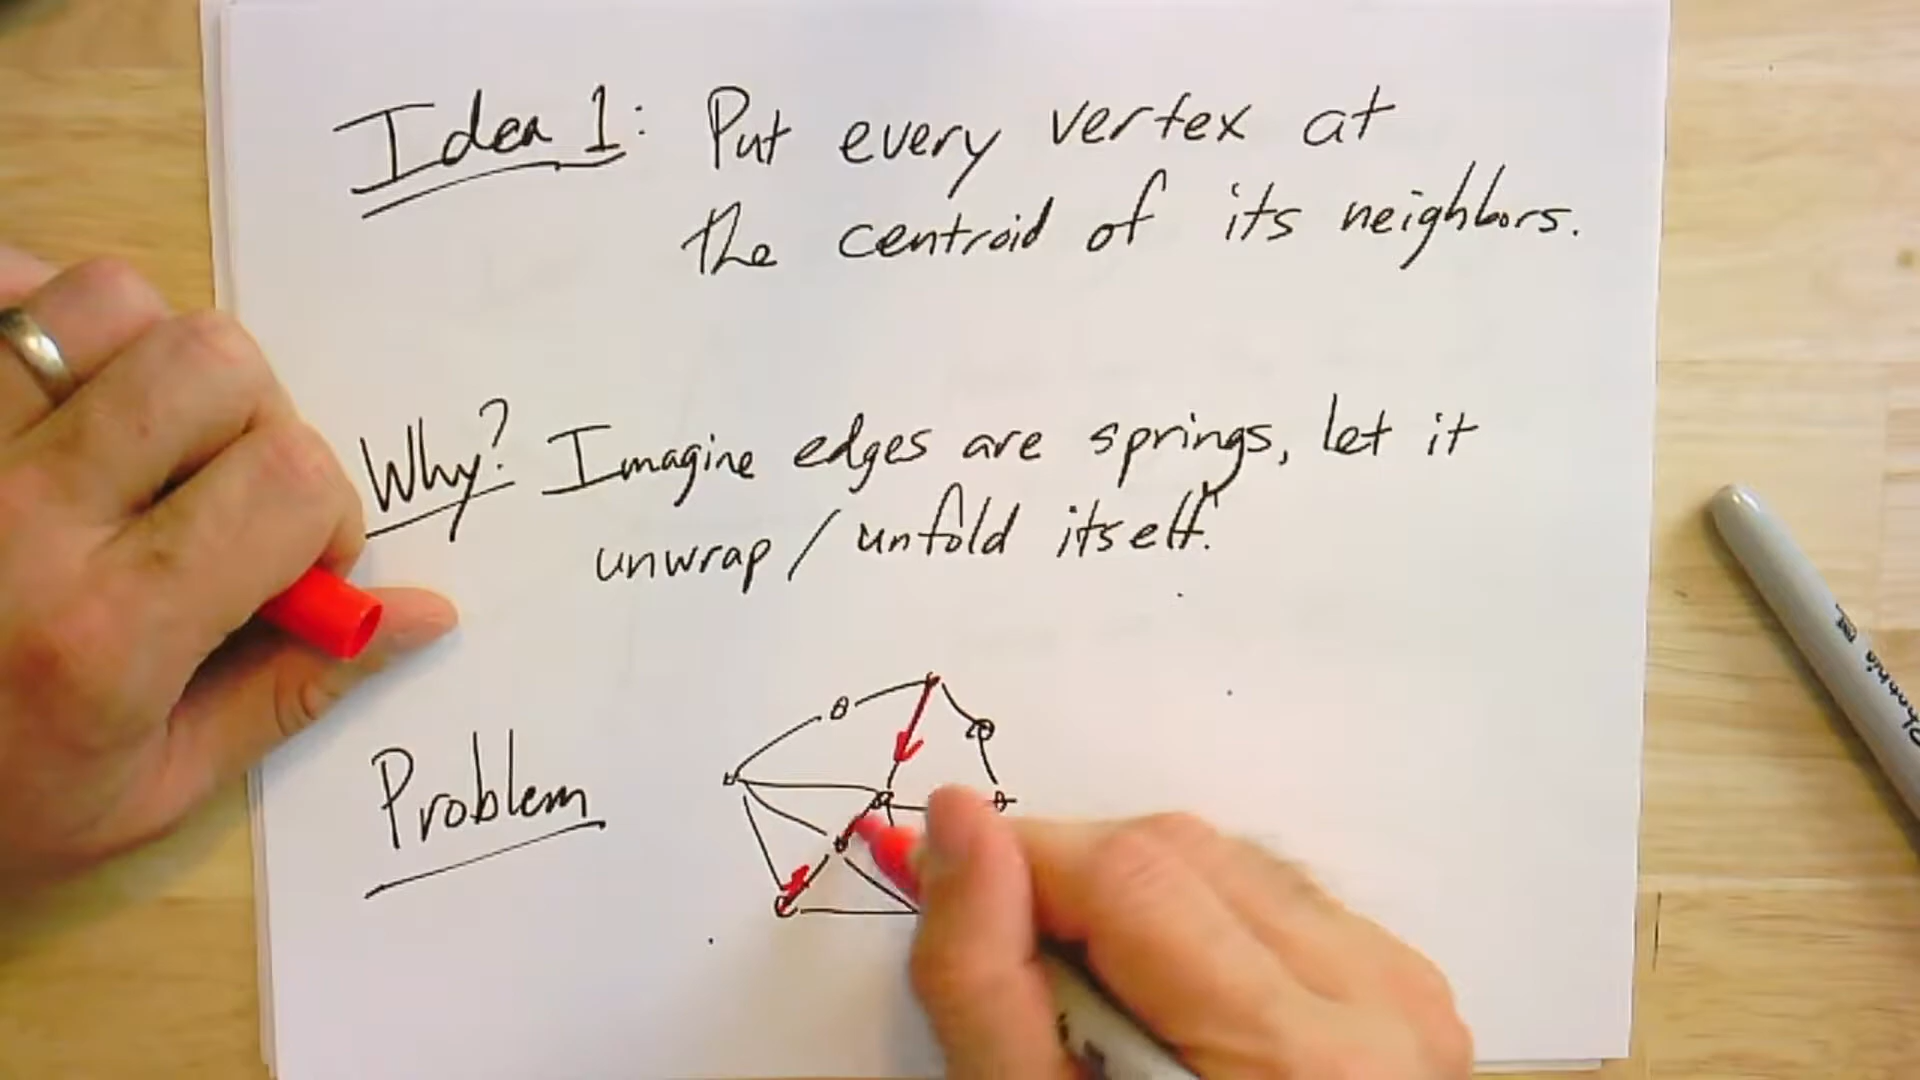 Idea 1: Put every vertex at
the centroid of its neighbors.
Why? Imagine edges are springs, let it
unwrap/unfold itself.
Problem